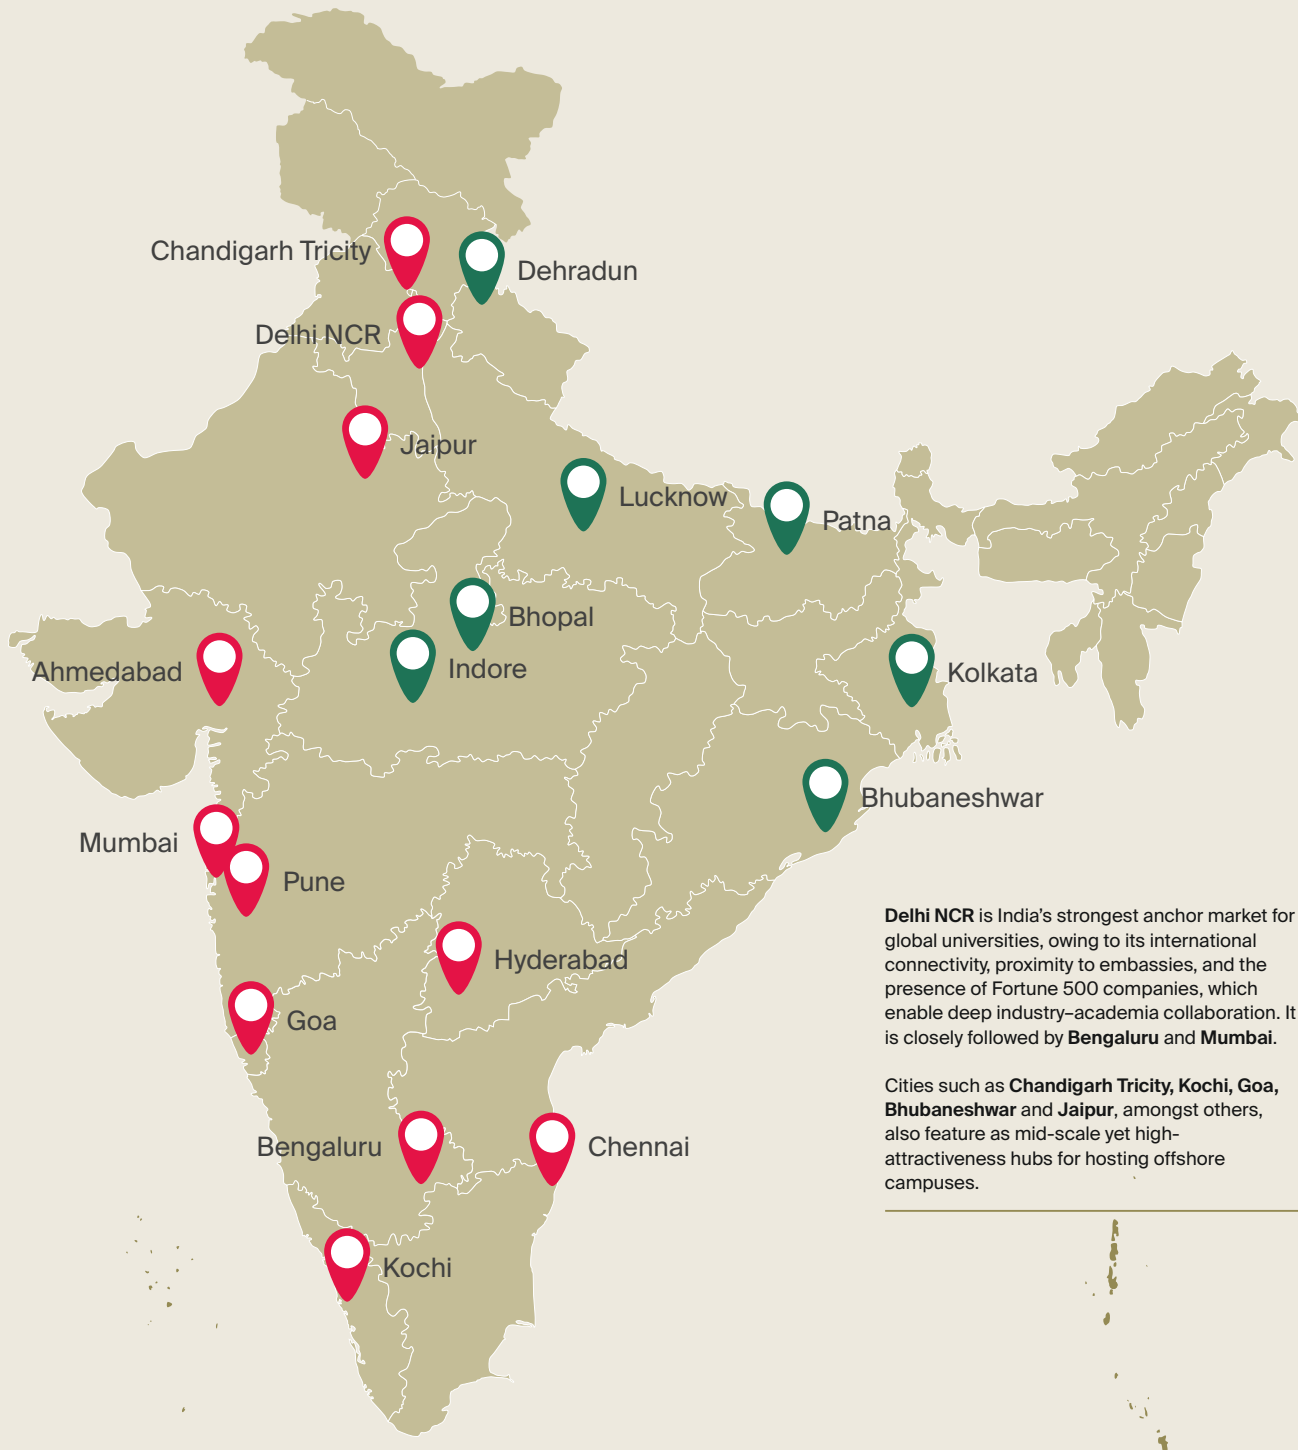 Chandigarh Tricity
Dehradun
Delhi NCR
Jaipur
Lucknow
Patna
Bhopal
Ahmedabad
Indore
Kolkata
Bhubaneshwar
Mumbai
Pune
Hyderabad
Goa
Bengaluru
Chennai
Kochi
Delhi NCR is India’s strongest anchor market for
global universities, owing to its international
connectivity, proximity to embassies, and the
presence of Fortune 500 companies, which
enable deep industry–academia collaboration. It
is closely followed by Bengaluru and Mumbai.
Cities such as Chandigarh Tricity, Kochi, Goa,
Bhubaneshwar and Jaipur, amongst others,
also feature as mid-scale yet high-
attractiveness hubs for hosting offshore
campuses.